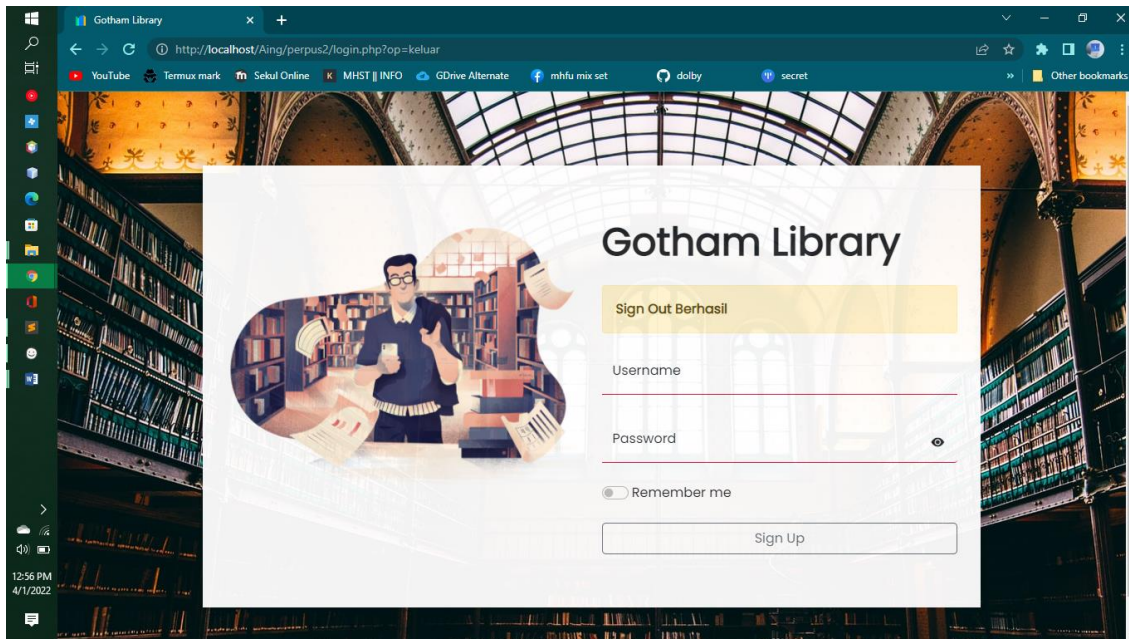 Gotham Library
http://localhost/Aing/perpus2/login.php?op=keluar
YouTube Termux mark Sekul Online MHST || INFO GDrive Alternate mhfu mix set dolby secret » Other bookmarks
Gotham Library
Sign Out Berhasil
Username
Password
Remember me
Sign Up
12:56 PM
4/1/2022